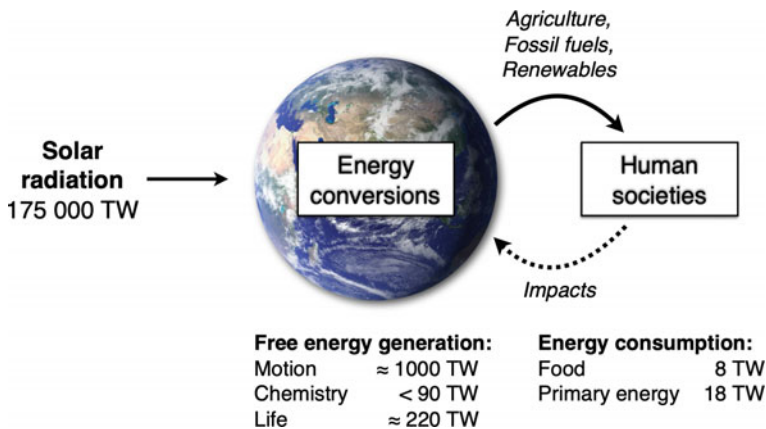 Agriculture,
Fossil fuels,
Renewables
Solar
radiation
175 000 TW
Energy
conversions
Human
societies
Impacts
Free energy generation:
Motion ≈ 1000 TW
Chemistry < 90 TW
Life ≈ 220 TW
Energy consumption:
Food 8 TW
Primary energy 18 TW